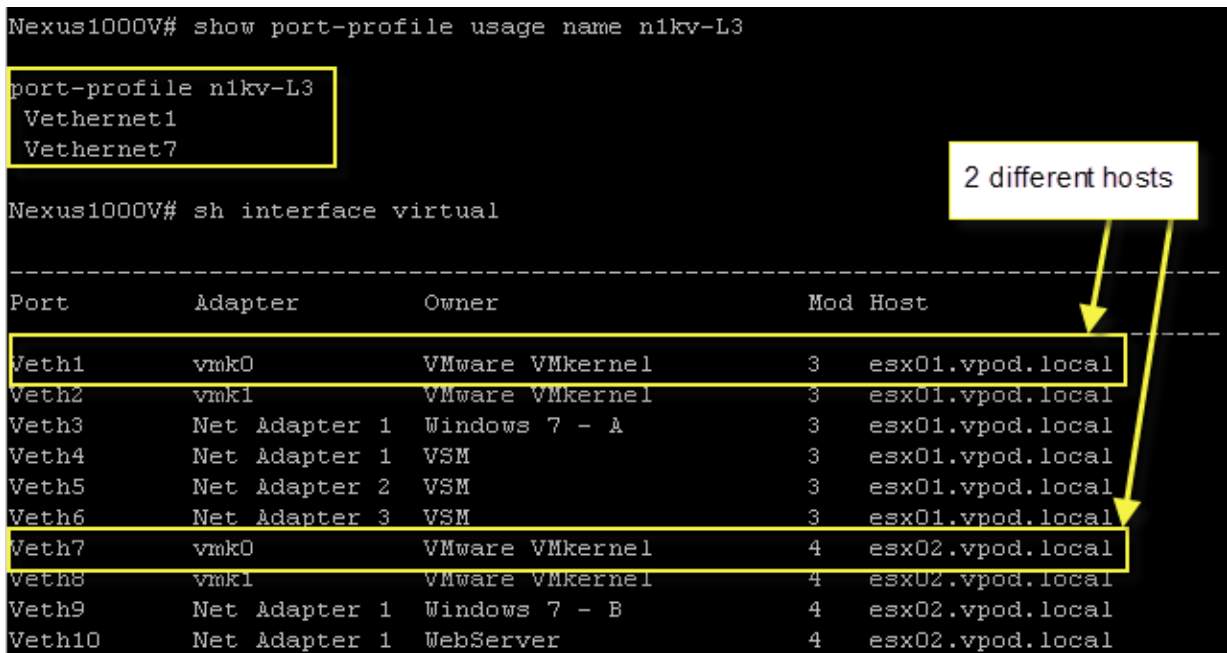 Nexus1000V# show port-profile usage name n1kv-L3
port-profile n1kv-L3
Vethernet1
Vethernet7
2 different hosts
Nexus1000V# sh interface virtual
--------------------------------------------------------------------------------
Port Adapter Owner Mod Host
--------------------------------------------------------------------------------
Veth1 vmk0 VMware VMkernel 3 esx01.vpod.local
Veth2 vmk1 VMware VMkernel 3 esx01.vpod.local
Veth3 Net Adapter 1 Windows 7 - A 3 esx01.vpod.local
Veth4 Net Adapter 1 VSM 3 esx01.vpod.local
Veth5 Net Adapter 2 VSM 3 esx01.vpod.local
Veth6 Net Adapter 3 VSM 3 esx01.vpod.local
Veth7 vmk0 VMware VMkernel 4 esx02.vpod.local
Veth8 vmk1 VMware VMkernel 4 esx02.vpod.local
Veth9 Net Adapter 1 Windows 7 - B 4 esx02.vpod.local
Veth10 Net Adapter 1 WebServer 4 esx02.vpod.local